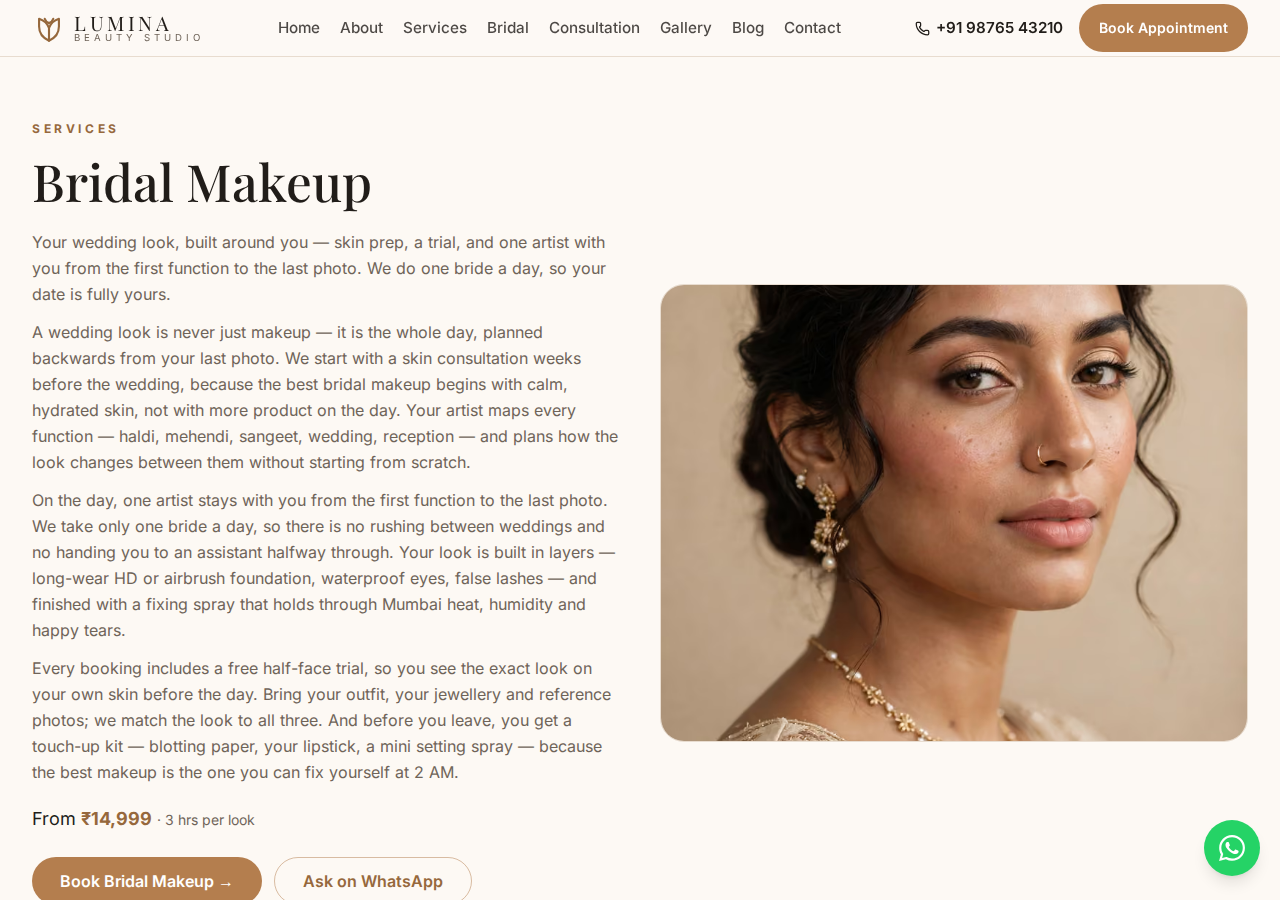 LUMINA
BEAUTY STUDIO
Home About Services Bridal Consultation Gallery Blog Contact
+91 98765 43210
Book Appointment
SERVICES
Bridal Makeup
Your wedding look, built around you — skin prep, a trial, and one artist with
you from the first function to the last photo. We do one bride a day, so your
date is fully yours.
A wedding look is never just makeup — it is the whole day, planned
backwards from your last photo. We start with a skin consultation weeks
before the wedding, because the best bridal makeup begins with calm,
hydrated skin, not with more product on the day. Your artist maps every
function — haldi, mehendi, sangeet, wedding, reception — and plans how the
look changes between them without starting from scratch.
On the day, one artist stays with you from the first function to the last photo.
We take only one bride a day, so there is no rushing between weddings and
no handing you to an assistant halfway through. Your look is built in layers —
long-wear HD or airbrush foundation, waterproof eyes, false lashes — and
finished with a fixing spray that holds through Mumbai heat, humidity and
happy tears.
Every booking includes a free half-face trial, so you see the exact look on
your own skin before the day. Bring your outfit, your jewellery and reference
photos; we match the look to all three. And before you leave, you get a
touch-up kit — blotting paper, your lipstick, a mini setting spray — because
the best makeup is the one you can fix yourself at 2 AM.
From ₹14,999 · 3 hrs per look
Book Bridal Makeup →
Ask on WhatsApp